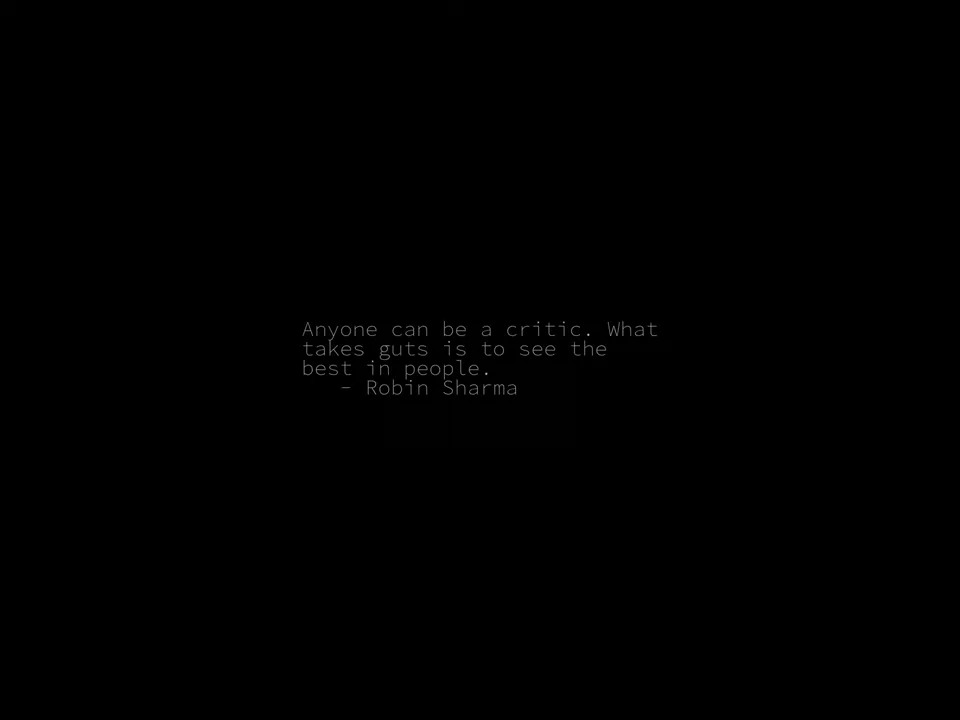 Anyone can be a critic. What
takes guts is to see the
best in people.
- Robin Sharma